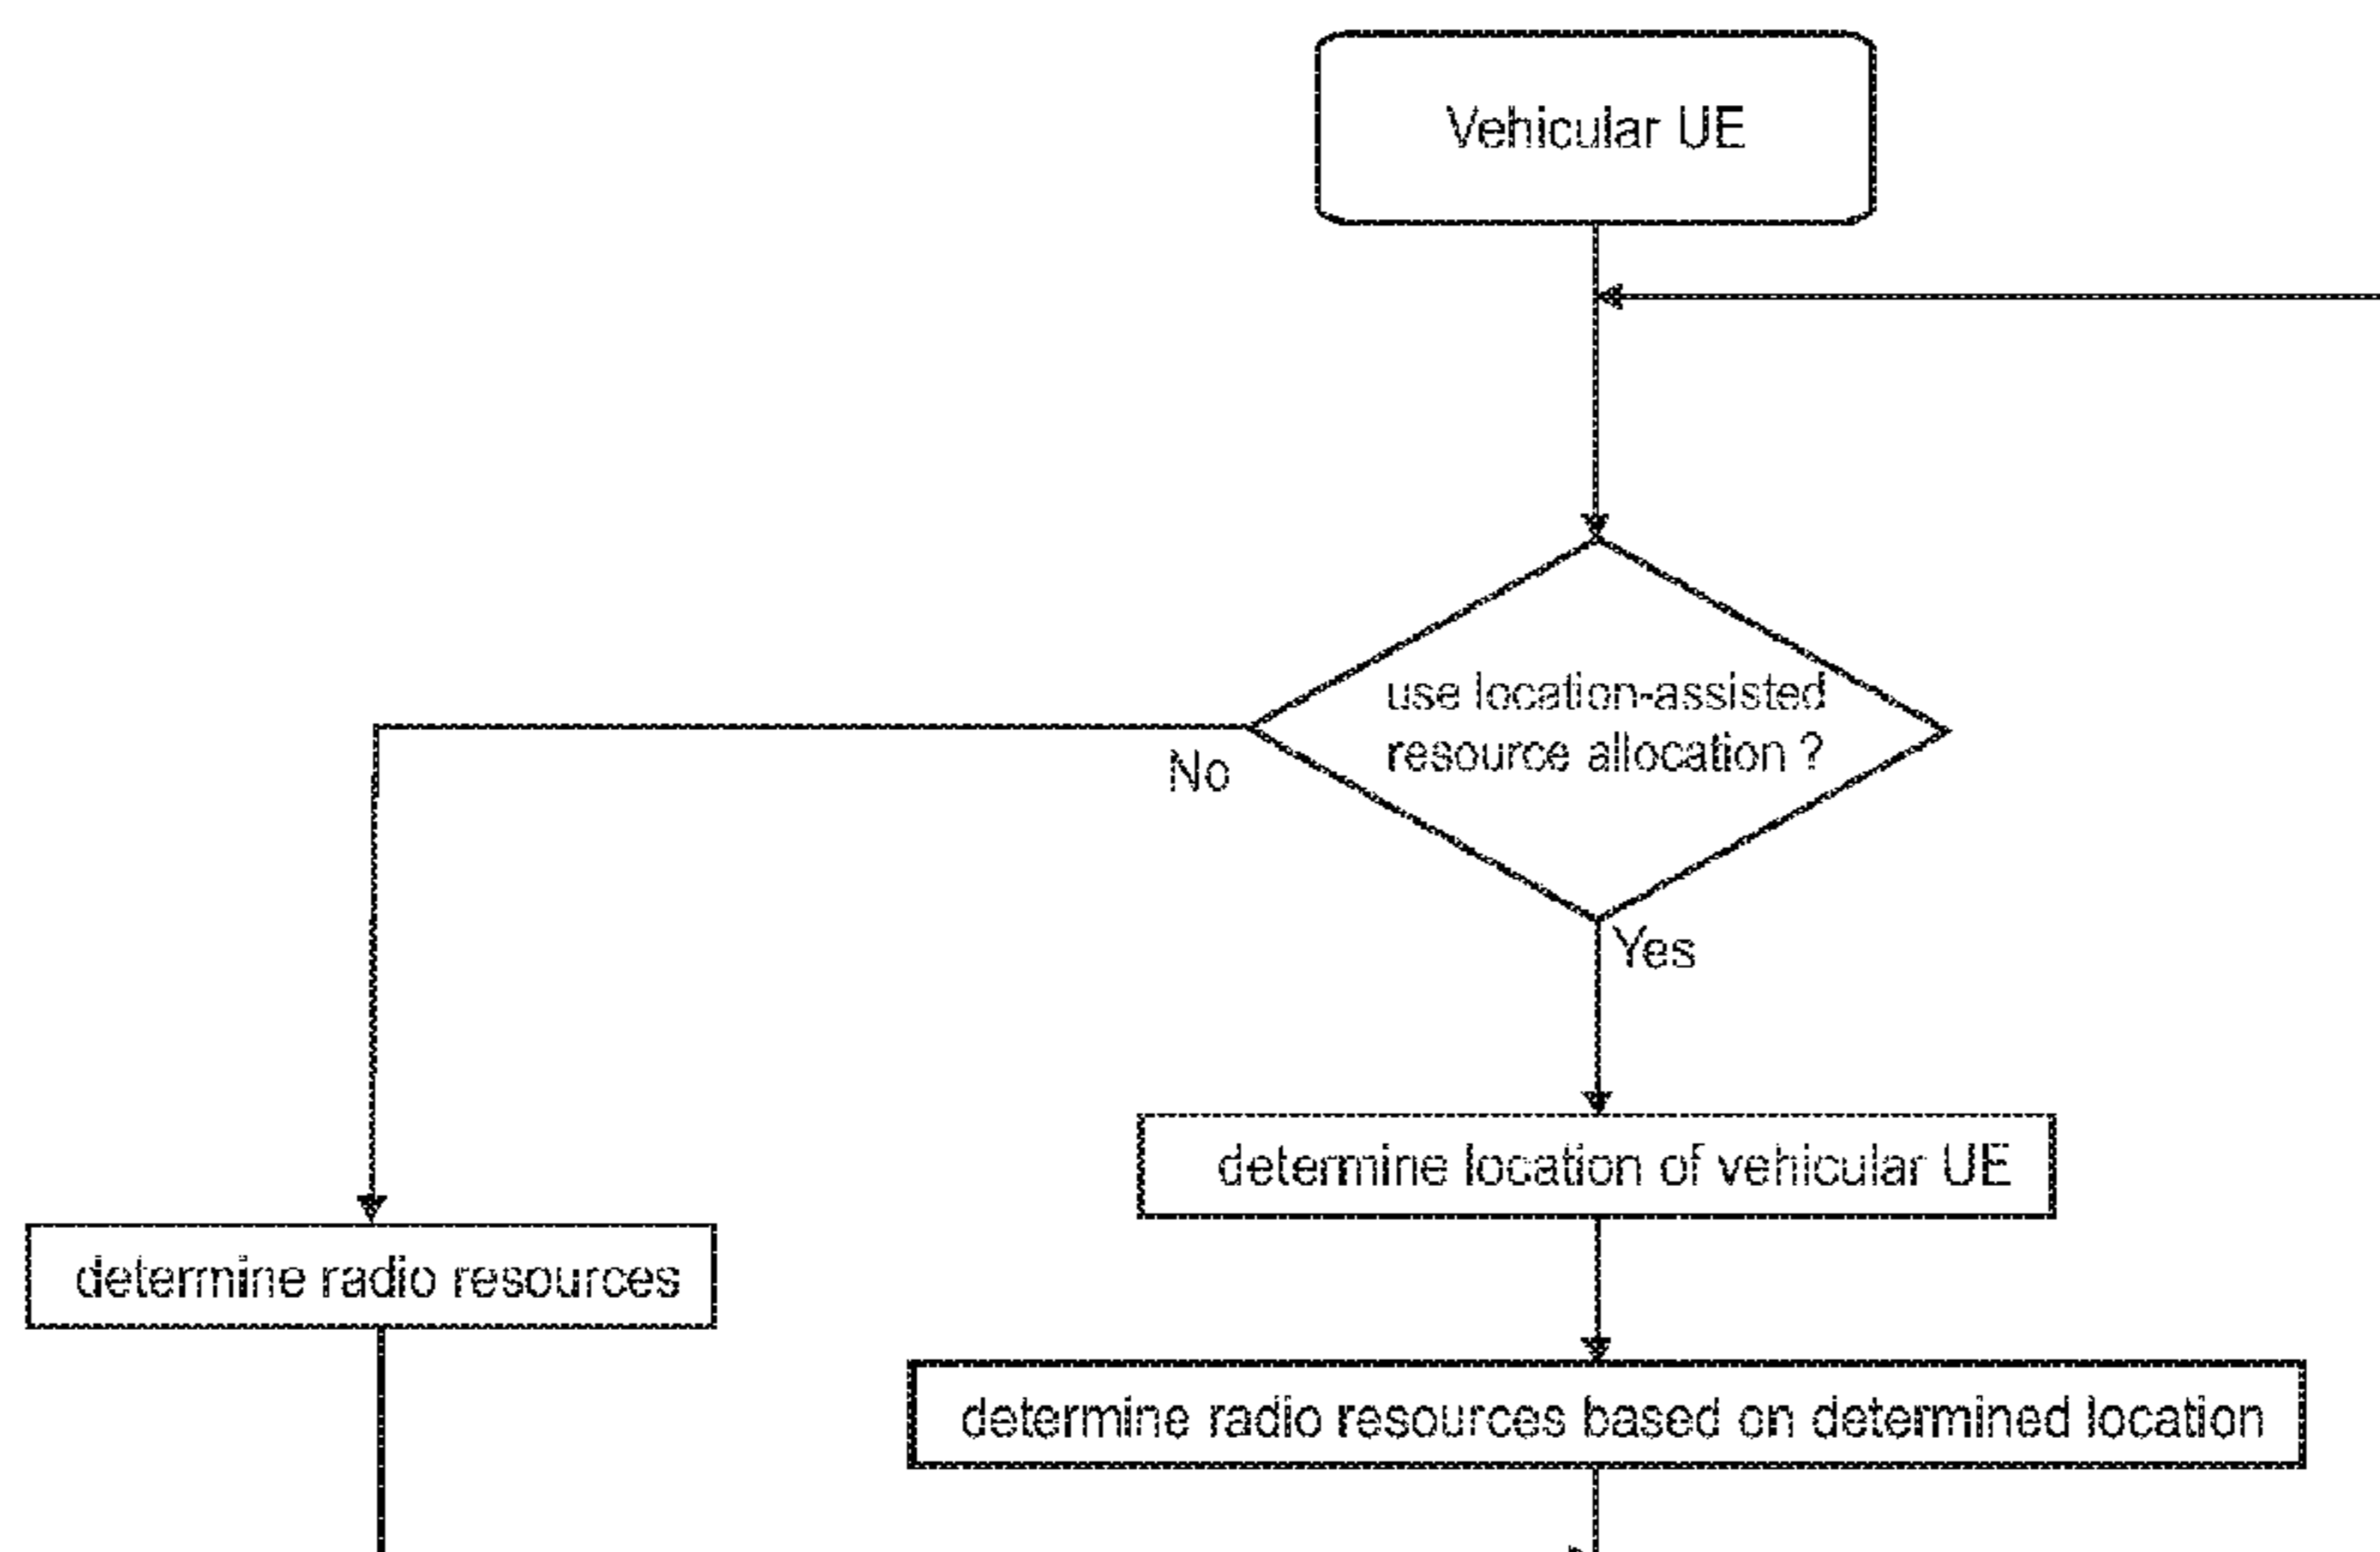 Vehicular UE
use location-assisted
resource allocation ?
No
Yes
determine location of vehicular UE
determine radio resources
determine radio resources based on determined location